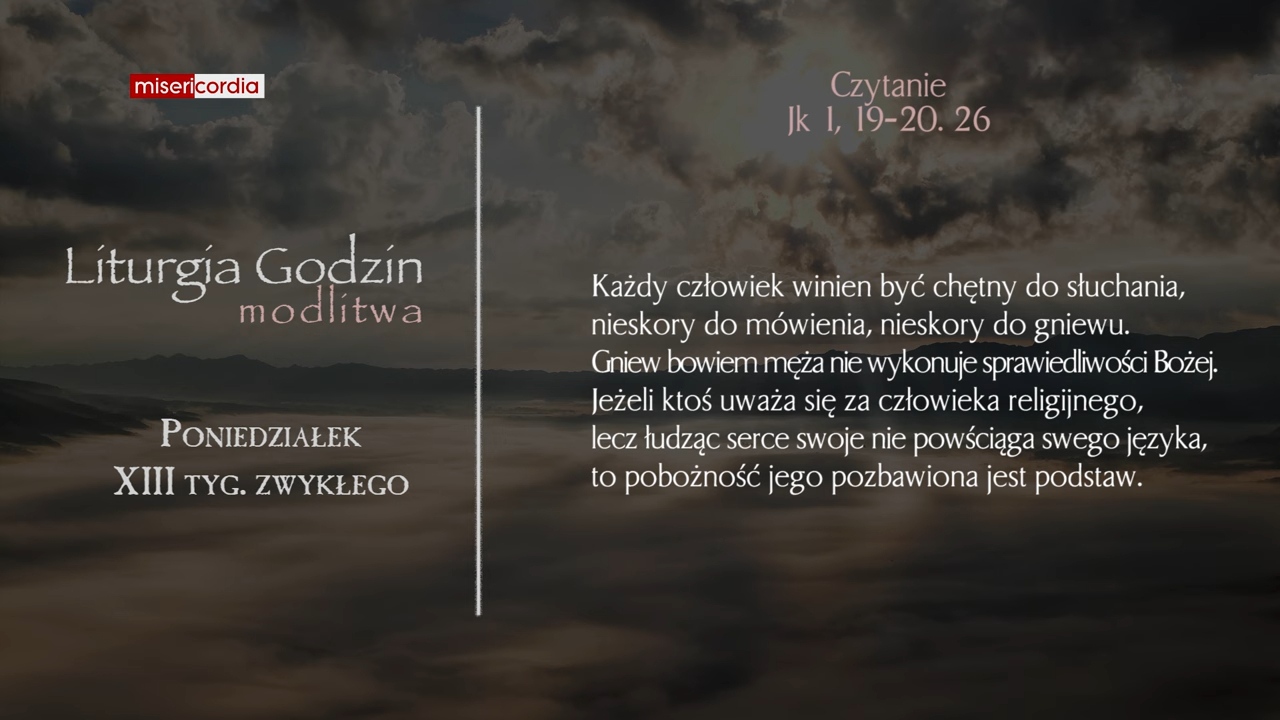 misericordia
Liturgia Godzin
modlitwa
Poniedziałek
XIII tyg. zwykłego
Czytanie
Jk 1, 19-20. 26
Każdy człowiek winien być chętny do słuchania,
nieskory do mówienia, nieskory do gniewu.
Gniew bowiem męża nie wykonuje sprawiedliwości Bożej.
Jeżeli ktoś uważa się za człowieka religijnego,
lecz łudząc serce swoje nie powściąga swego języka,
to pobożność jego pozbawiona jest podstaw.